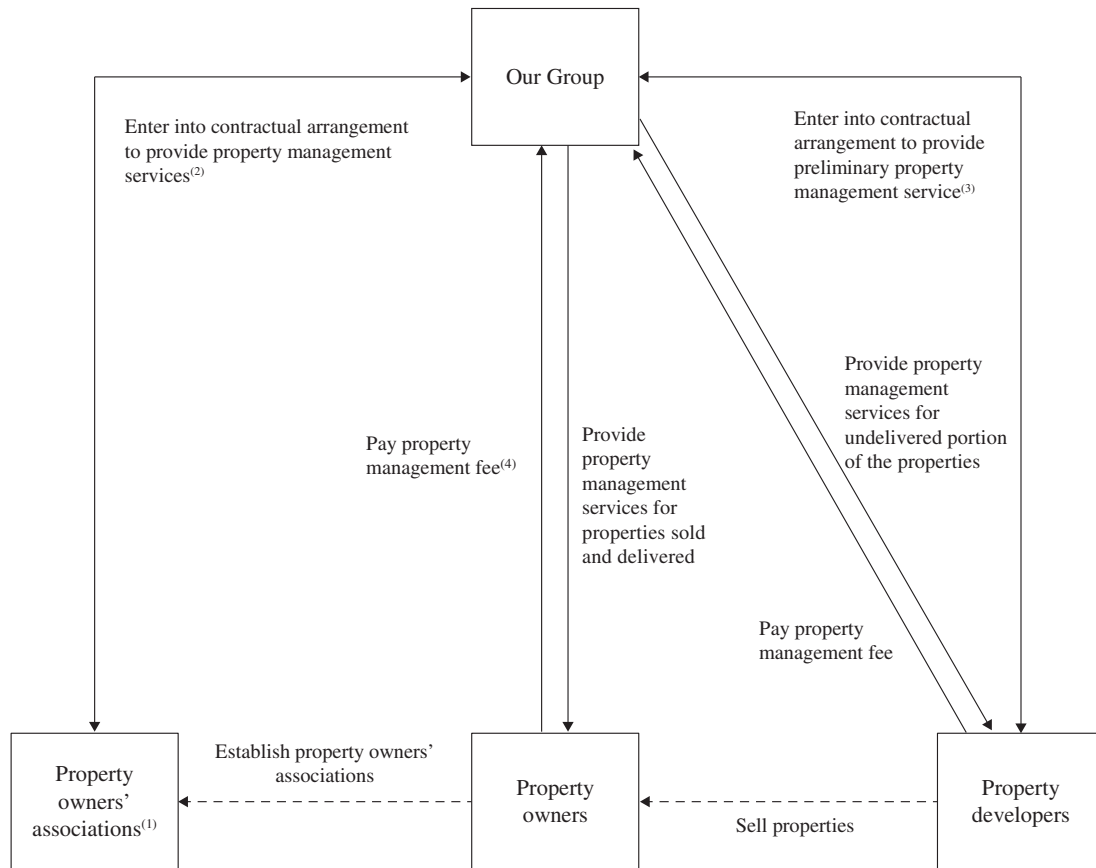 Our Group
Enter into contractual arrangement
to provide property management
services(2)
Enter into contractual
arrangement to provide
preliminary property
management service(3)
Provide property
management
services for
undelivered portion
of the properties
Pay property
management fee(4)
Provide
property
management
services for
properties sold
and delivered
Pay property
management fee
Establish property owners’
associations
Property
owners’
associations(1)
Property
owners
Sell properties
Property
developers